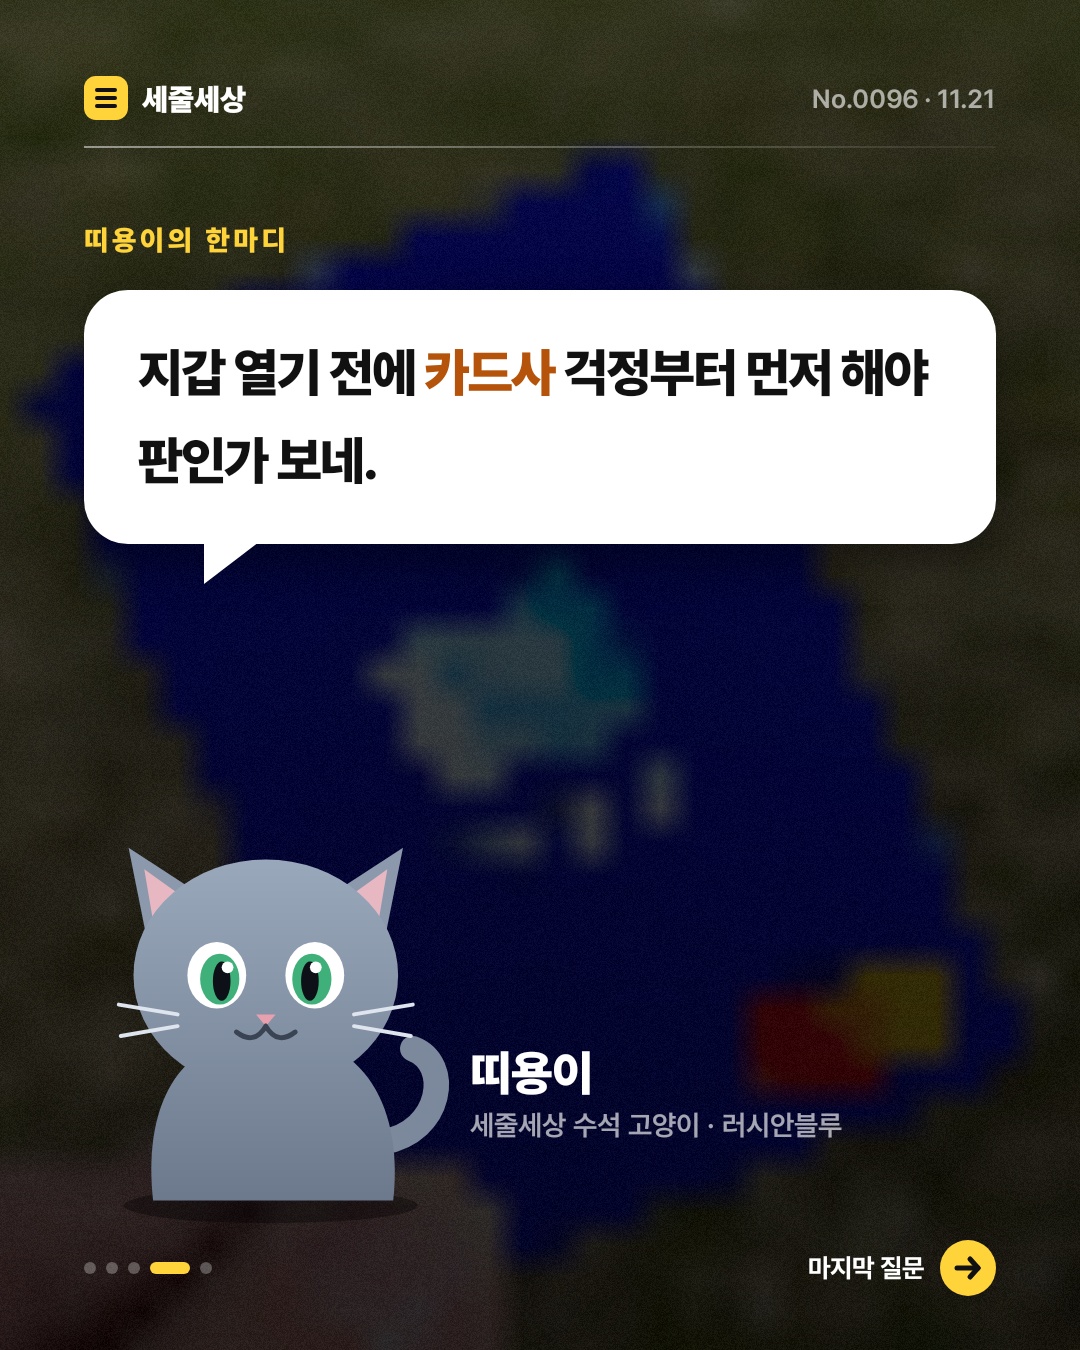 세줄세상
No.0096 · 11.21
띠용이의 한마디
지갑 열기 전에 카드사 걱정부터 먼저 해야
판인가 보네.
띠용이
세줄세상 수석 고양이 · 러시안블루
마지막 질문